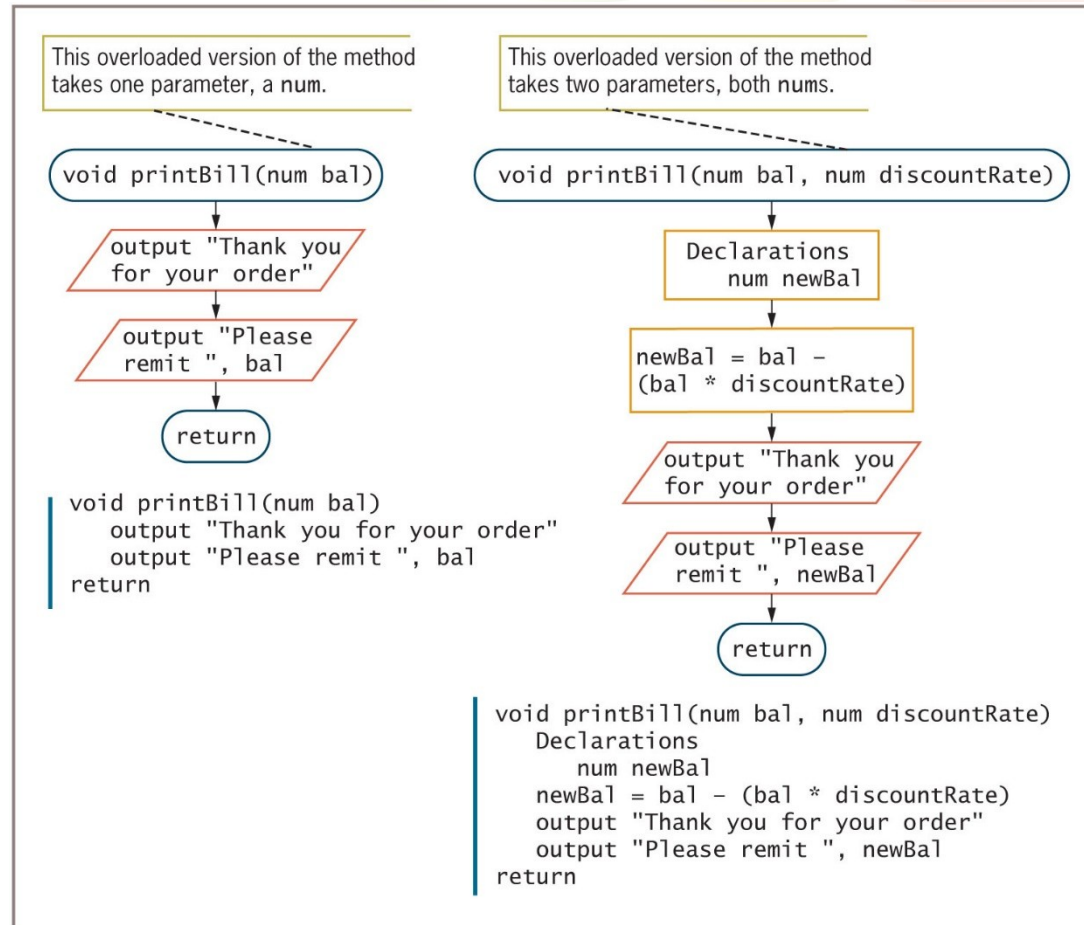 This overloaded version of the method
takes one parameter, a num.
void printBill(num bal)
output "Thank you
for your order"
output "Please
remit ", bal
return
void printBill(num bal)
   output "Thank you for your order"
   output "Please remit ", bal
return
This overloaded version of the method
takes two parameters, both nums.
void printBill(num bal, num discountRate)
Declarations
   num newBal
newBal = bal –
(bal * discountRate)
output "Thank you
for your order"
output "Please
remit ", newBal
return
void printBill(num bal, num discountRate)
   Declarations
      num newBal
   newBal = bal – (bal * discountRate)
   output "Thank you for your order"
   output "Please remit ", newBal
return